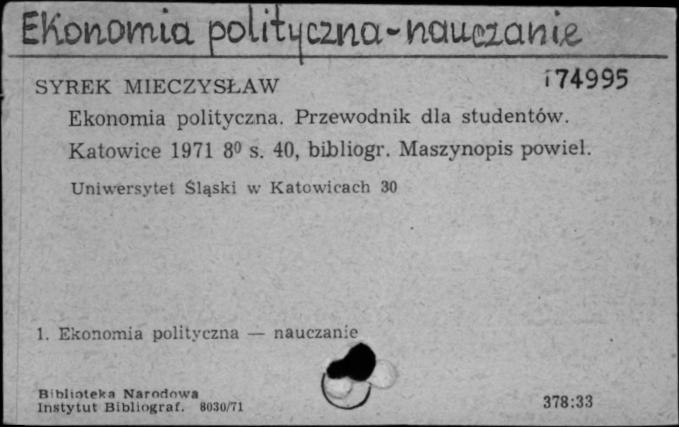 Ekonomia polityczna-nauczanie
SYREK MIECZYSŁAW
i 74995
Ekonomia polityczna. Przewodnik dla studentów.
Katowice 1971 8⁰ s. 40, bibliogr. Maszynopis powiel.
Uniwersytet Śląski w Katowicach 30
1. Ekonomia polityczna — nauczanie
Biblioteka Narodowa
Instytut Bibliograf. 8030/71
378:33